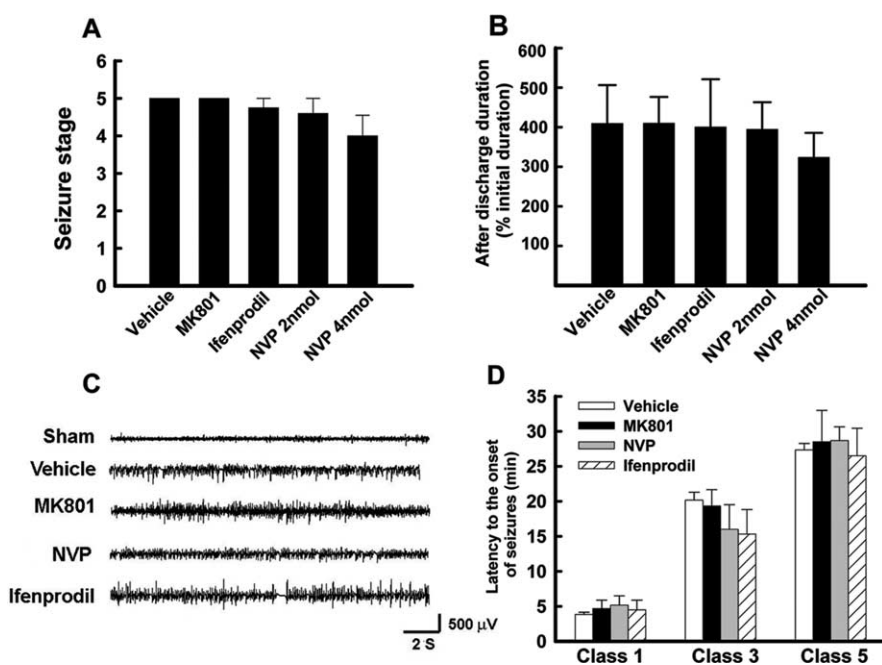 A
Seizure stage
6
5
4
3
2
1
0
Vehicle
MK801
Ifenprodil
NVP 2nmol
NVP 4nmol
B
After discharge duration
(% initial duration)
600
500
400
300
200
100
Vehicle
MK801
Ifenprodil
NVP 2nmol
NVP 4nmol
C
Sham
Vehicle
MK801
NVP
Ifenprodil
500 μV
2 S
D
Latency to the onset
of seizures (min)
35
30
25
20
15
10
5
0
Vehicle
MK801
NVP
Ifenprodil
Class 1
Class 3
Class 5